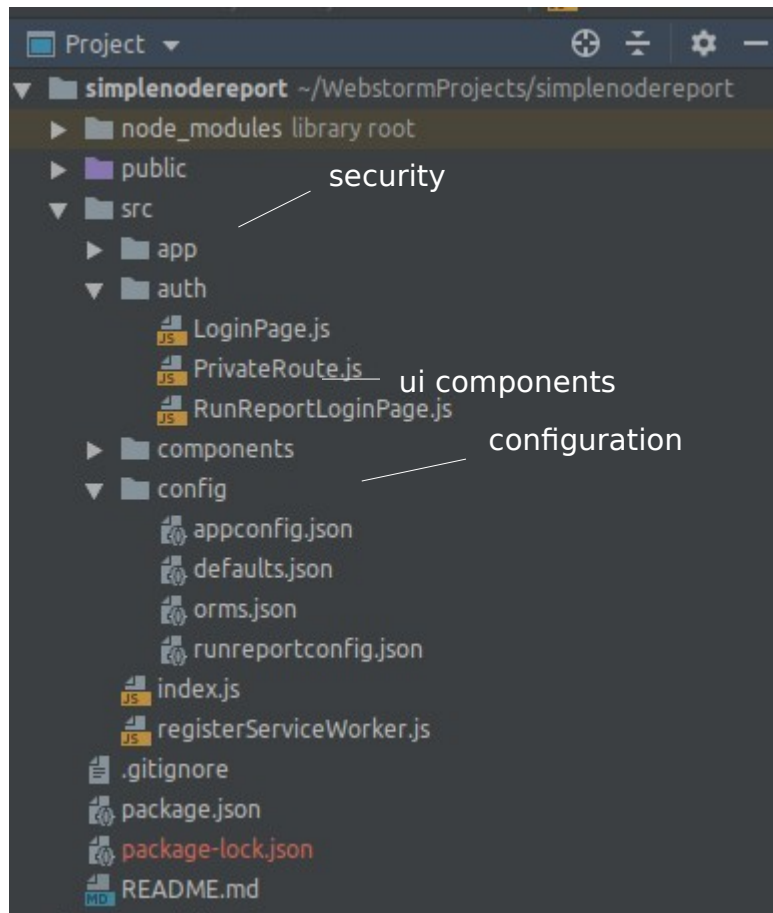 Project
simplenodereport ~/WebstormProjects/simplenodereport
node_modules library root
public
security
src
app
auth
LoginPage.js
PrivateRoute.js
ui components
RunReportLoginPage.js
configuration
components
config
appconfig.json
defaults.json
orms.json
runreportconfig.json
index.js
registerServiceWorker.js
.gitignore
package.json
package-lock.json
README.md